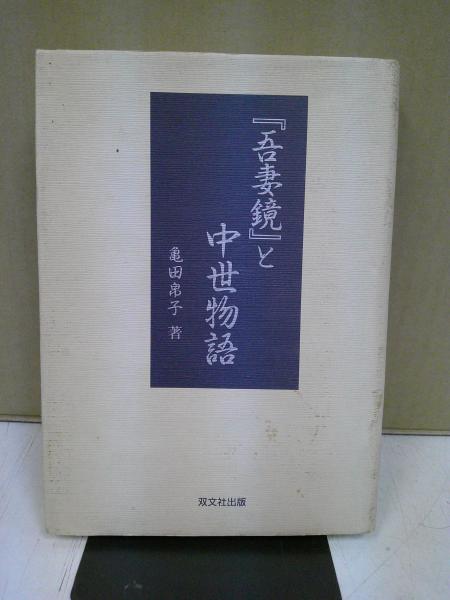 『吾妻鏡』と
中世物語
亀田帛子 著
双文社出版